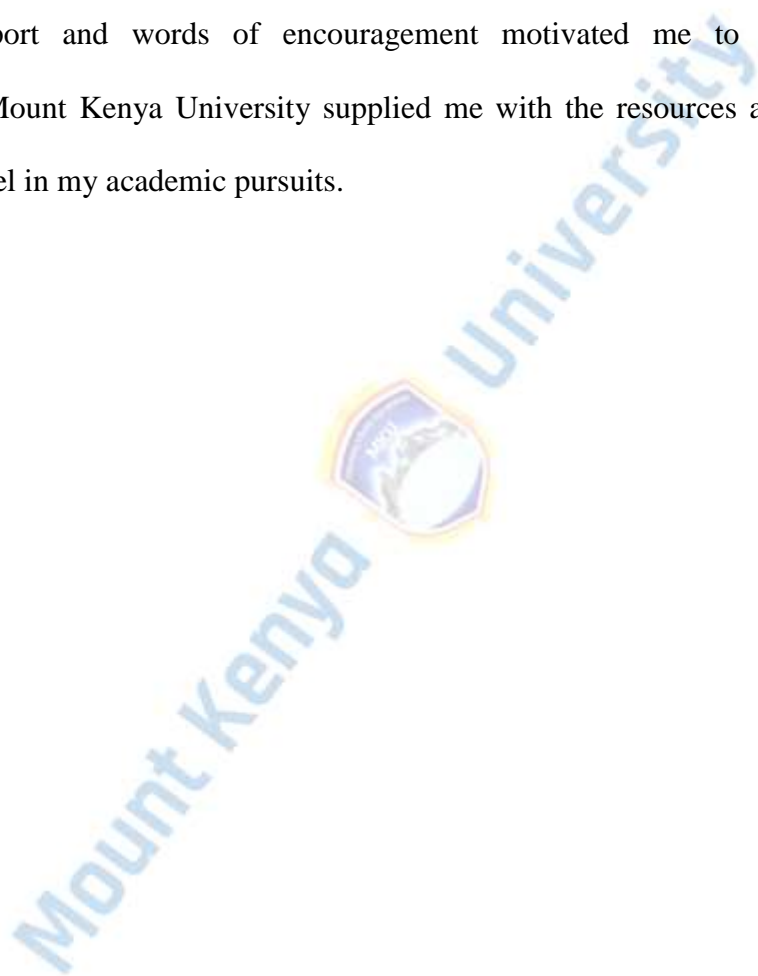 port and words of encouragement motivated me to
Mount Kenya University supplied me with the resources a
el in my academic pursuits.
Mount Kenya University
MKU